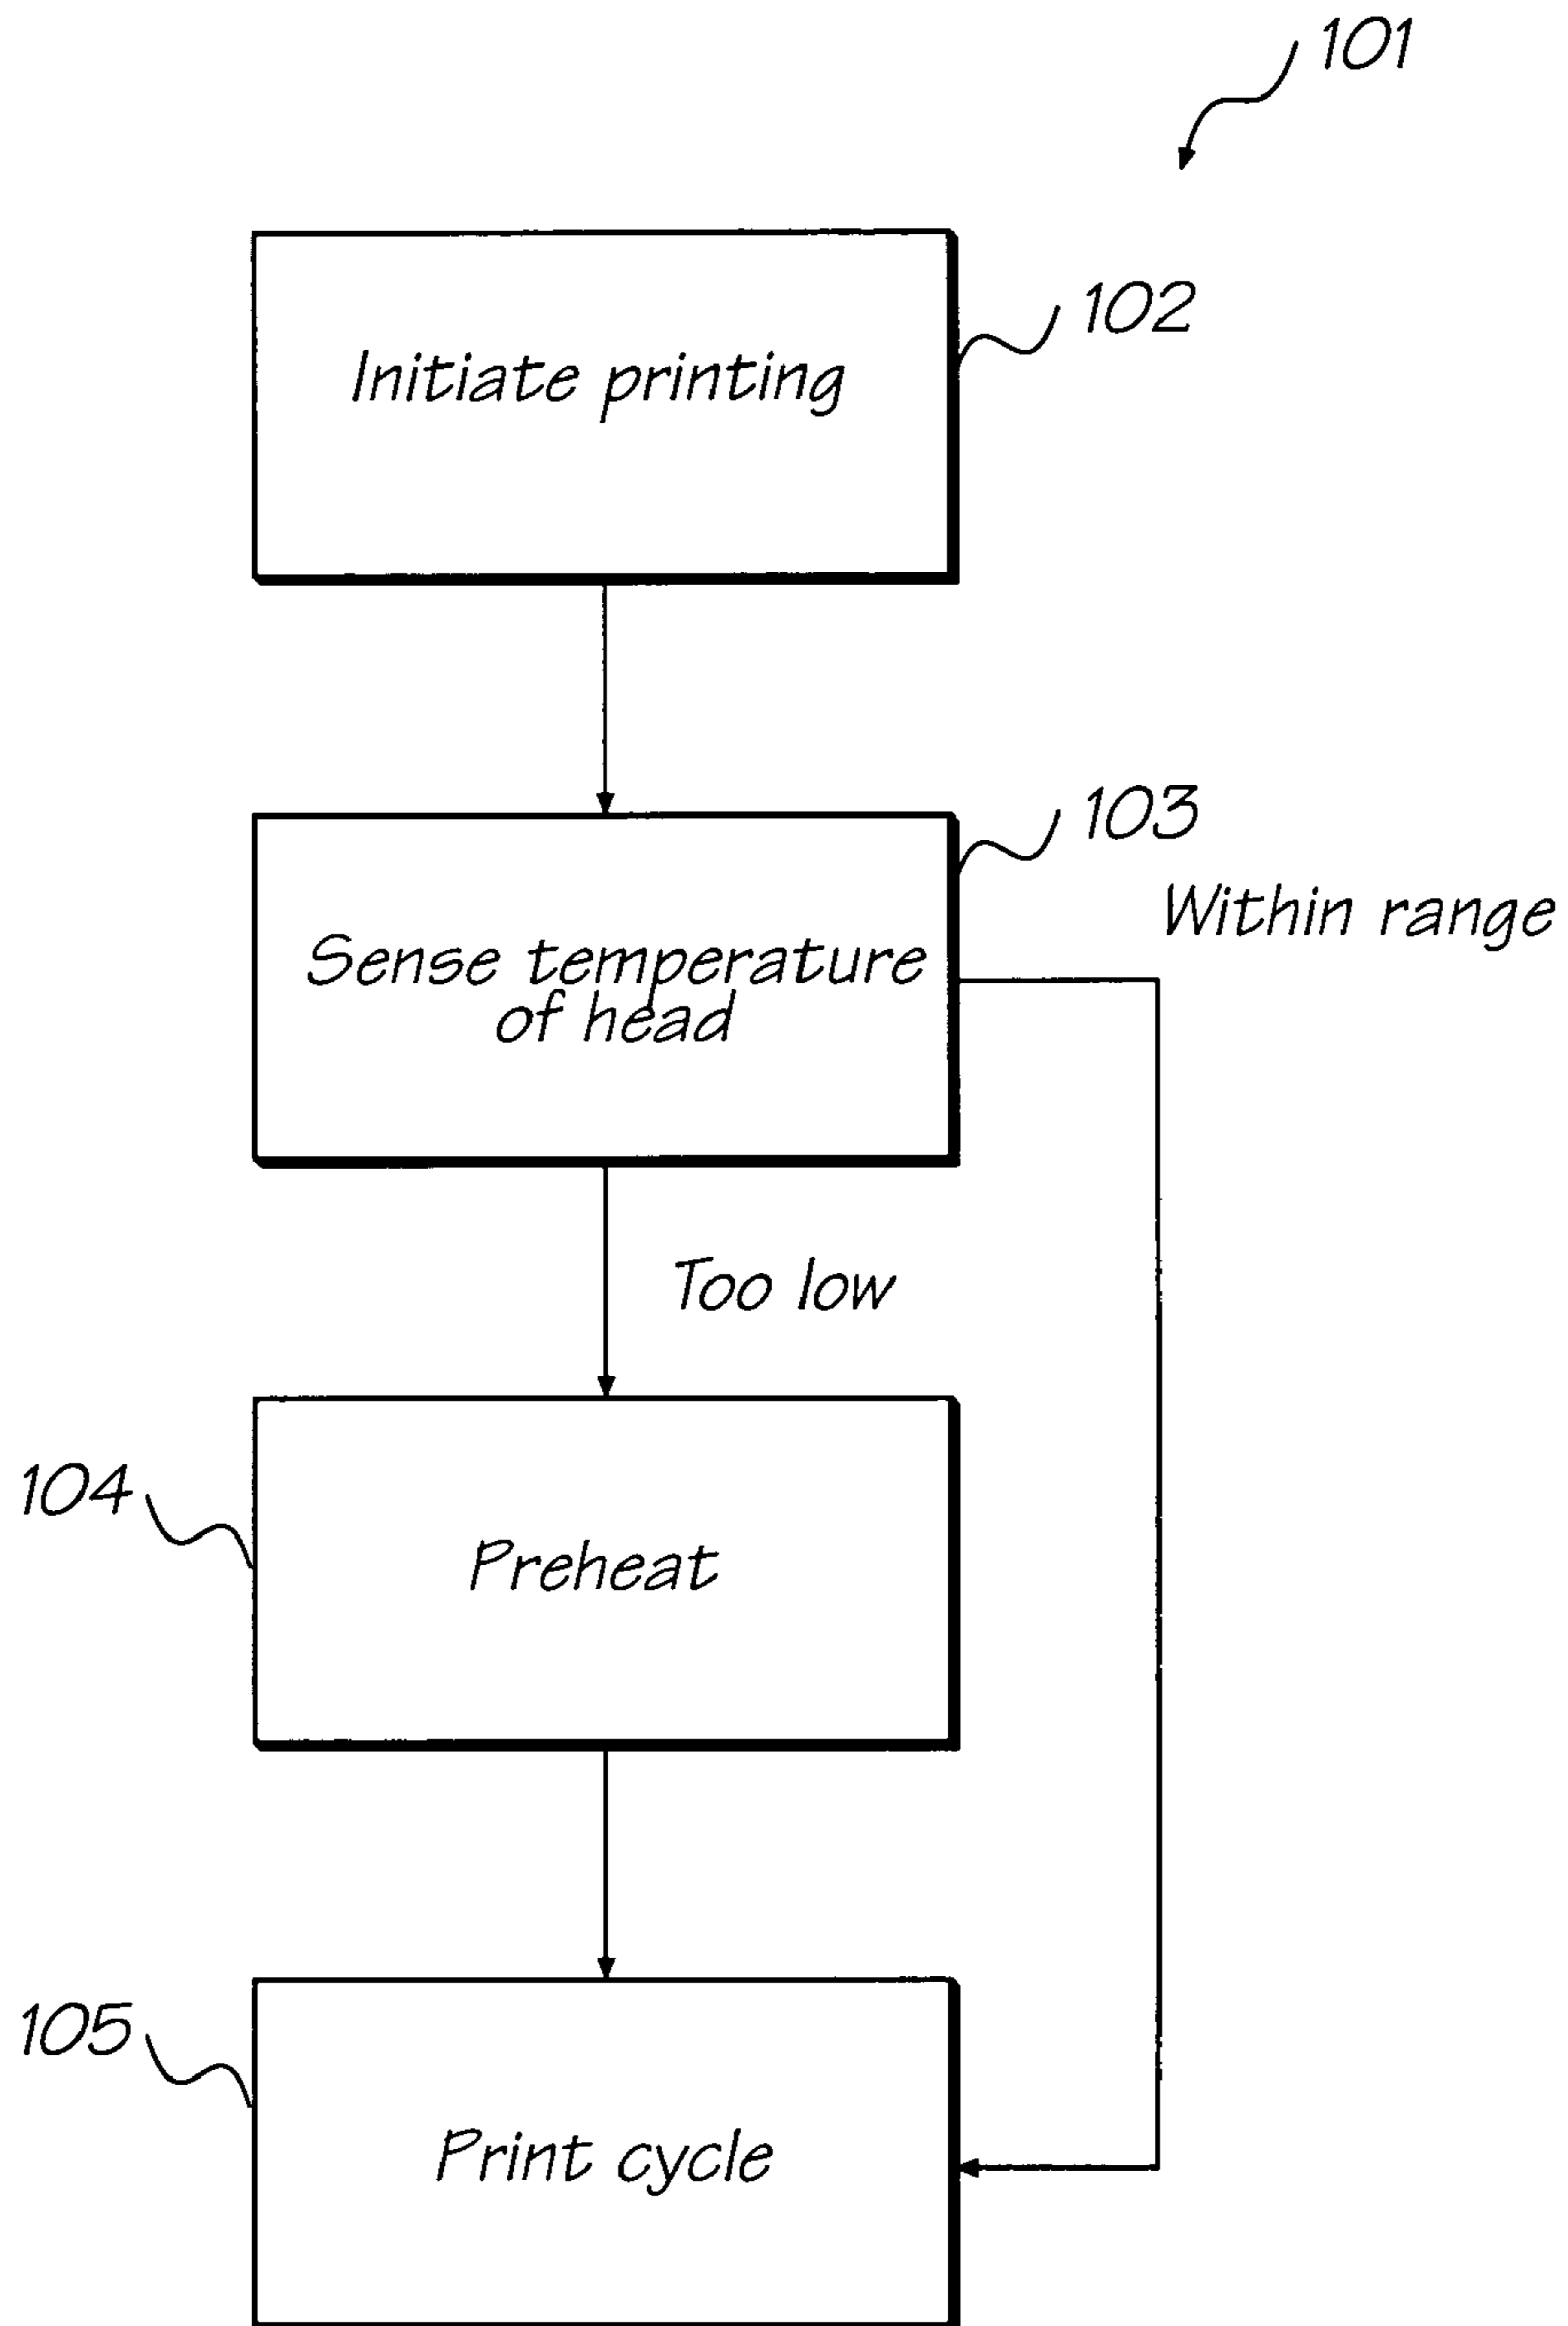 101
Initiate printing
102
103
Within range
Sense temperature
of head
Too low
104
Preheat
105
Print cycle